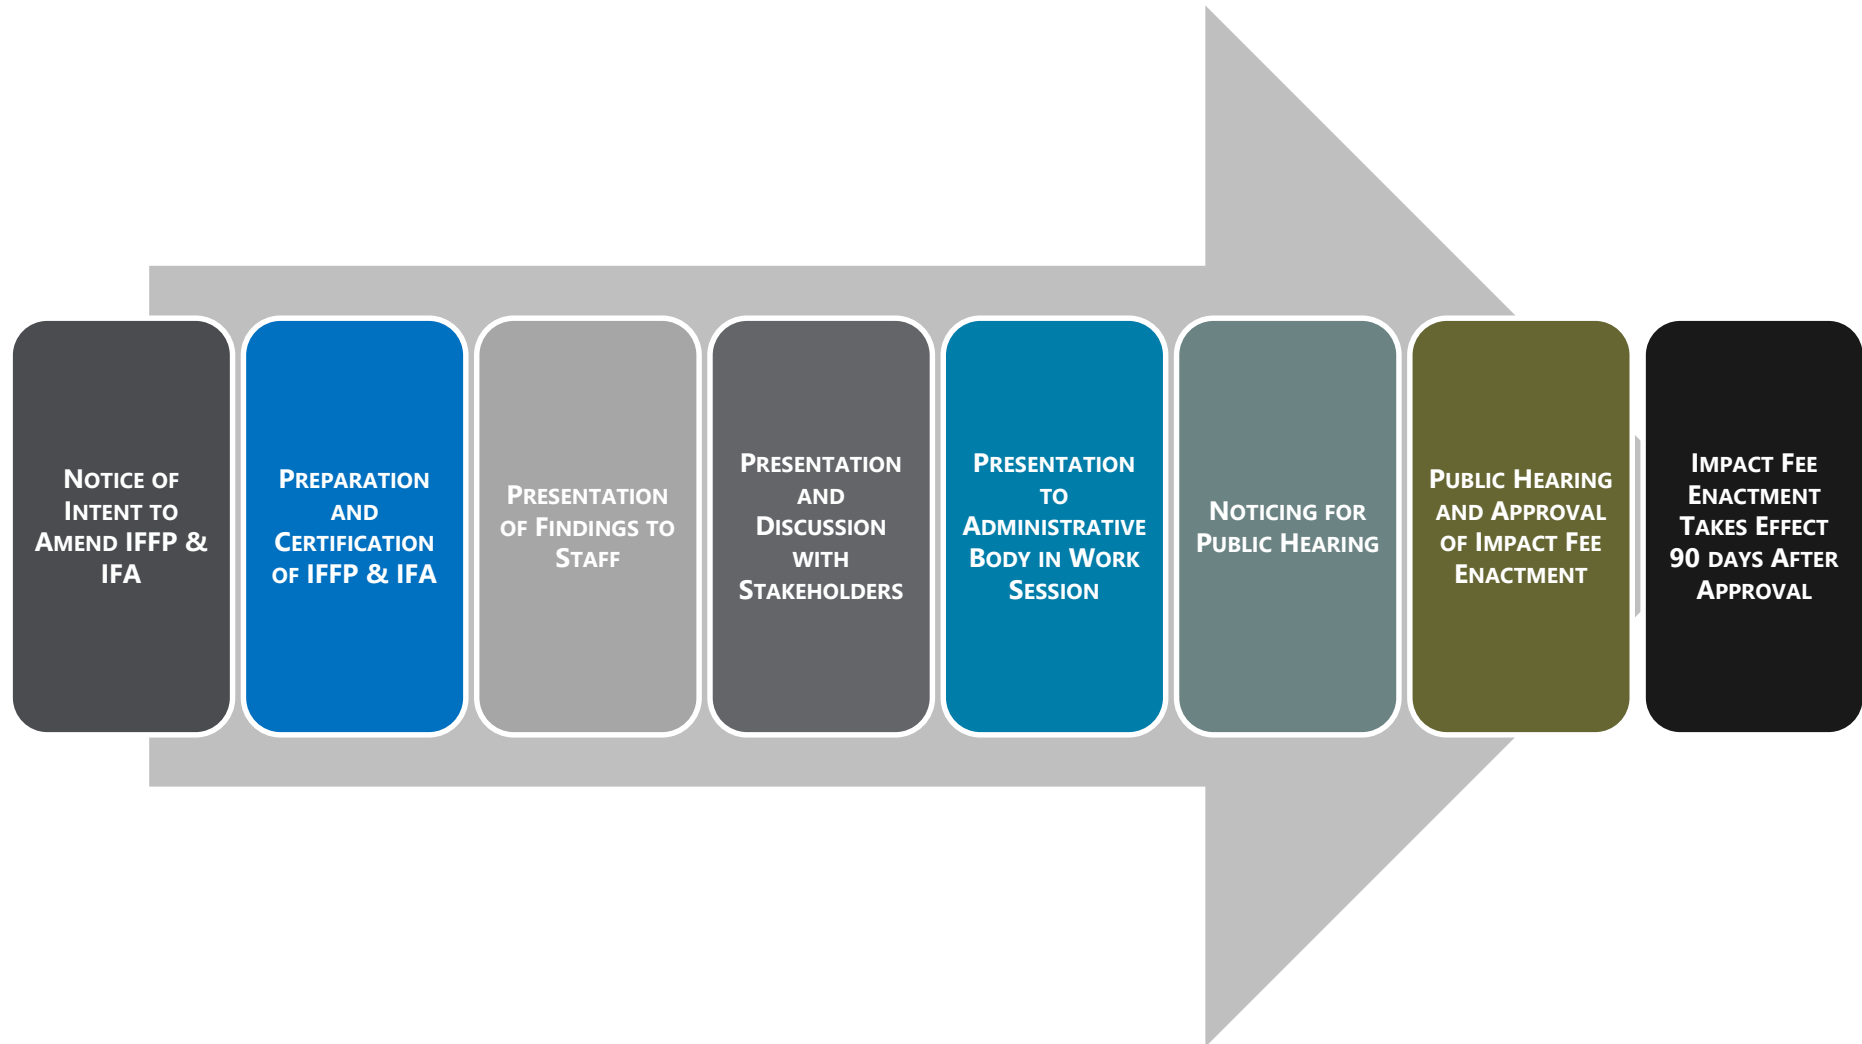 NOTICE OF
INTENT TO
AMEND IFFP &
IFA
PREPARATION
AND
CERTIFICATION
OF IFFP & IFA
PRESENTATION
OF FINDINGS TO
STAFF
PRESENTATION
AND
DISCUSSION
WITH
STAKEHOLDERS
PRESENTATION
TO
ADMINISTRATIVE
BODY IN WORK
SESSION
NOTICING FOR
PUBLIC HEARING
PUBLIC HEARING
AND APPROVAL
OF IMPACT FEE
ENACTMENT
IMPACT FEE
ENACTMENT
TAKES EFFECT
90 DAYS AFTER
APPROVAL